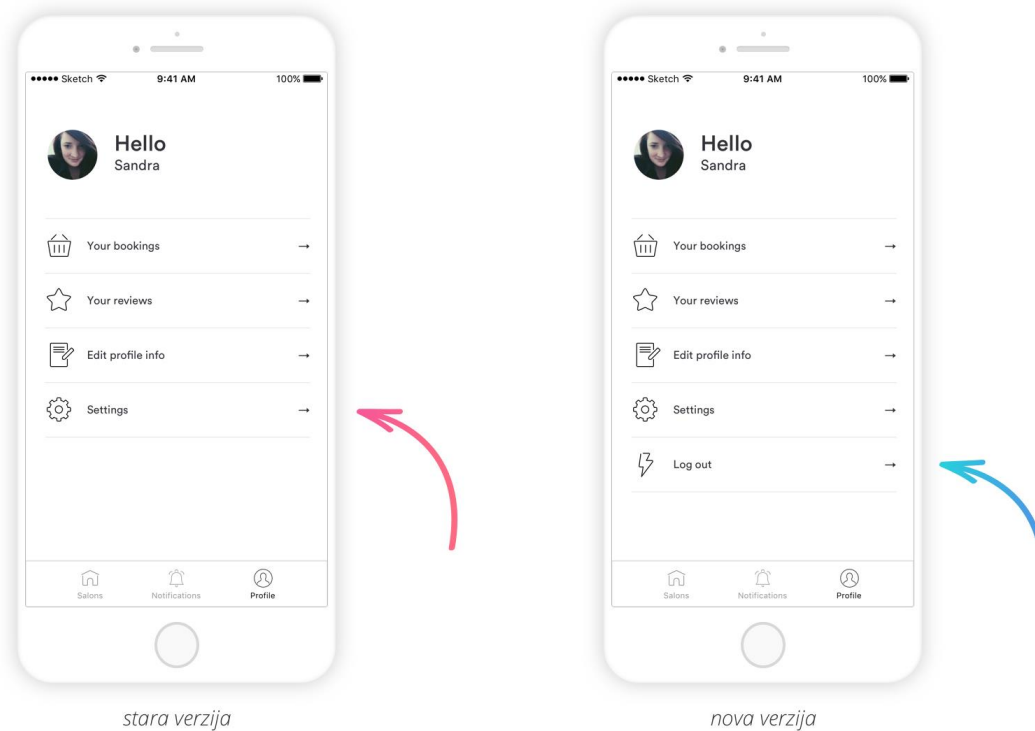 Sketch 9:41 AM 100%
Hello
Sandra
Your bookings
Your reviews
Edit profile info
Settings
Salons Notifications Profile
stara verzija
Sketch 9:41 AM 100%
Hello
Sandra
Your bookings
Your reviews
Edit profile info
Settings
Log out
Salons Notifications Profile
nova verzija